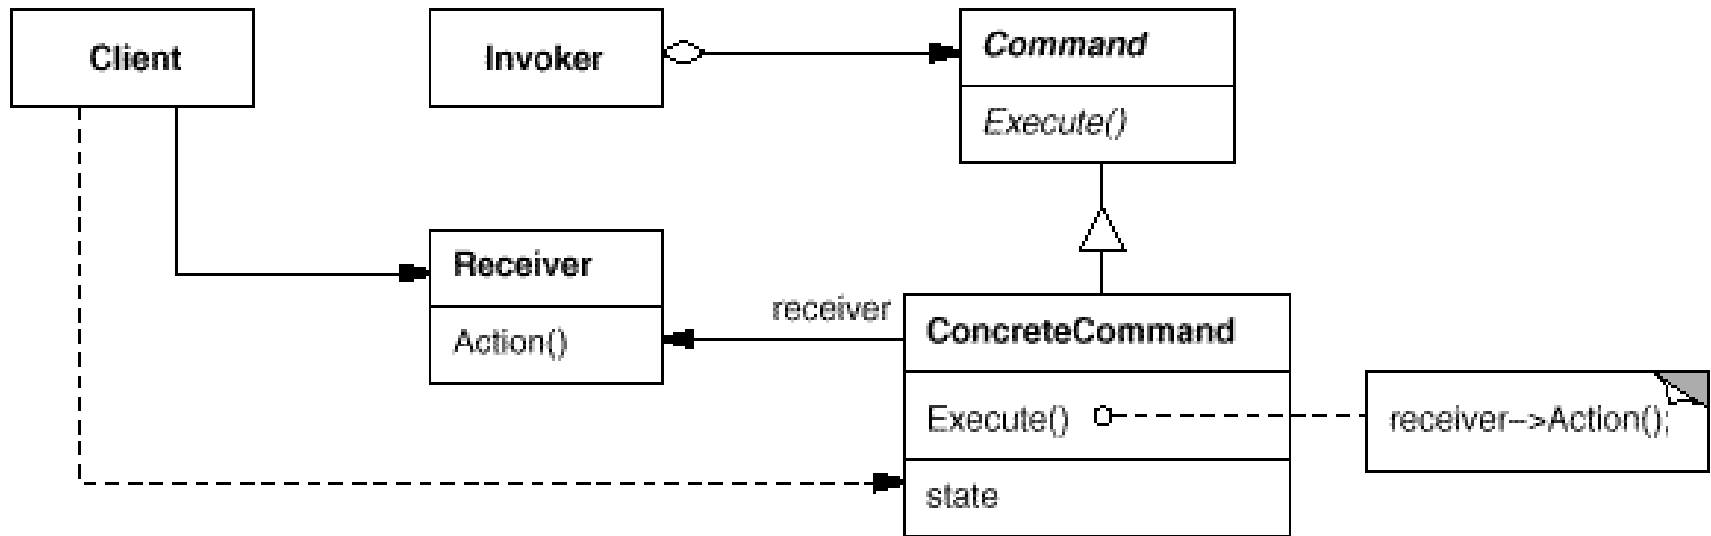 Client
Invoker
Command
Execute()
Receiver
Action()
receiver
ConcreteCommand
Execute()
receiver-->Action();
state